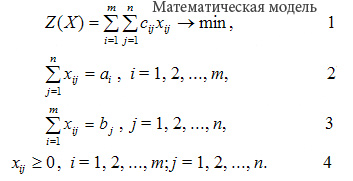 Математическая модель
Z(X) = ∑_{i=1}^{m} ∑_{j=1}^{n} c_{ij} x_{ij} → min , 1
∑_{j=1}^{n} x_{ij} = a_i , i = 1, 2, ..., m, 2
∑_{i=1}^{m} x_{ij} = b_j , j = 1, 2, ..., n, 3
x_{ij} ≥ 0, i = 1, 2, ..., m; j = 1, 2, ..., n. 4